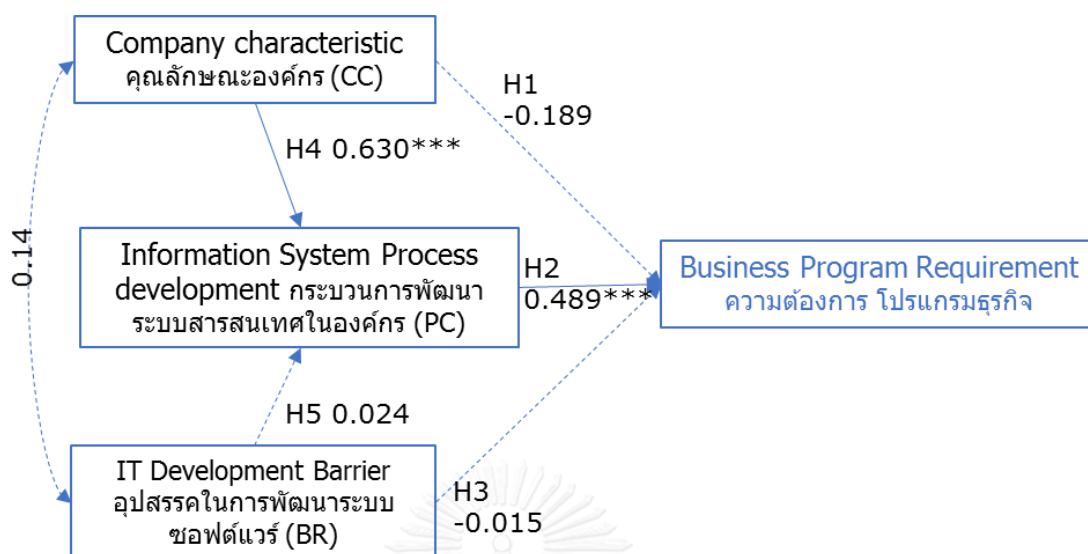 Company characteristic
คุณลักษณะองค์กร (CC)
H1
-0.189
H4 0.630***
0.14
Information System Process
development กระบวนการพัฒนา
ระบบสารสนเทศในองค์กร (PC)
H2
0.489***
Business Program Requirement
ความต้องการ โปรแกรมธุรกิจ
H5 0.024
IT Development Barrier
อุปสรรคในการพัฒนาระบบ
ซอฟต์แวร์ (BR)
H3
-0.015